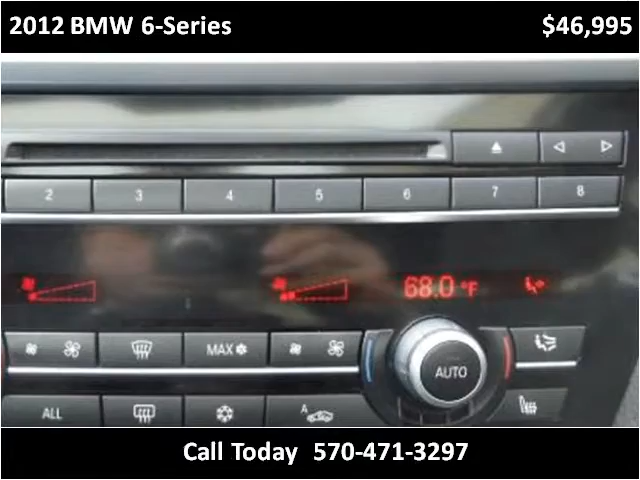 2012 BMW 6-Series $46,995
2 3 4 5 6 7 8
68.0 °F
MAX
AUTO
ALL
A
Call Today 570-471-3297